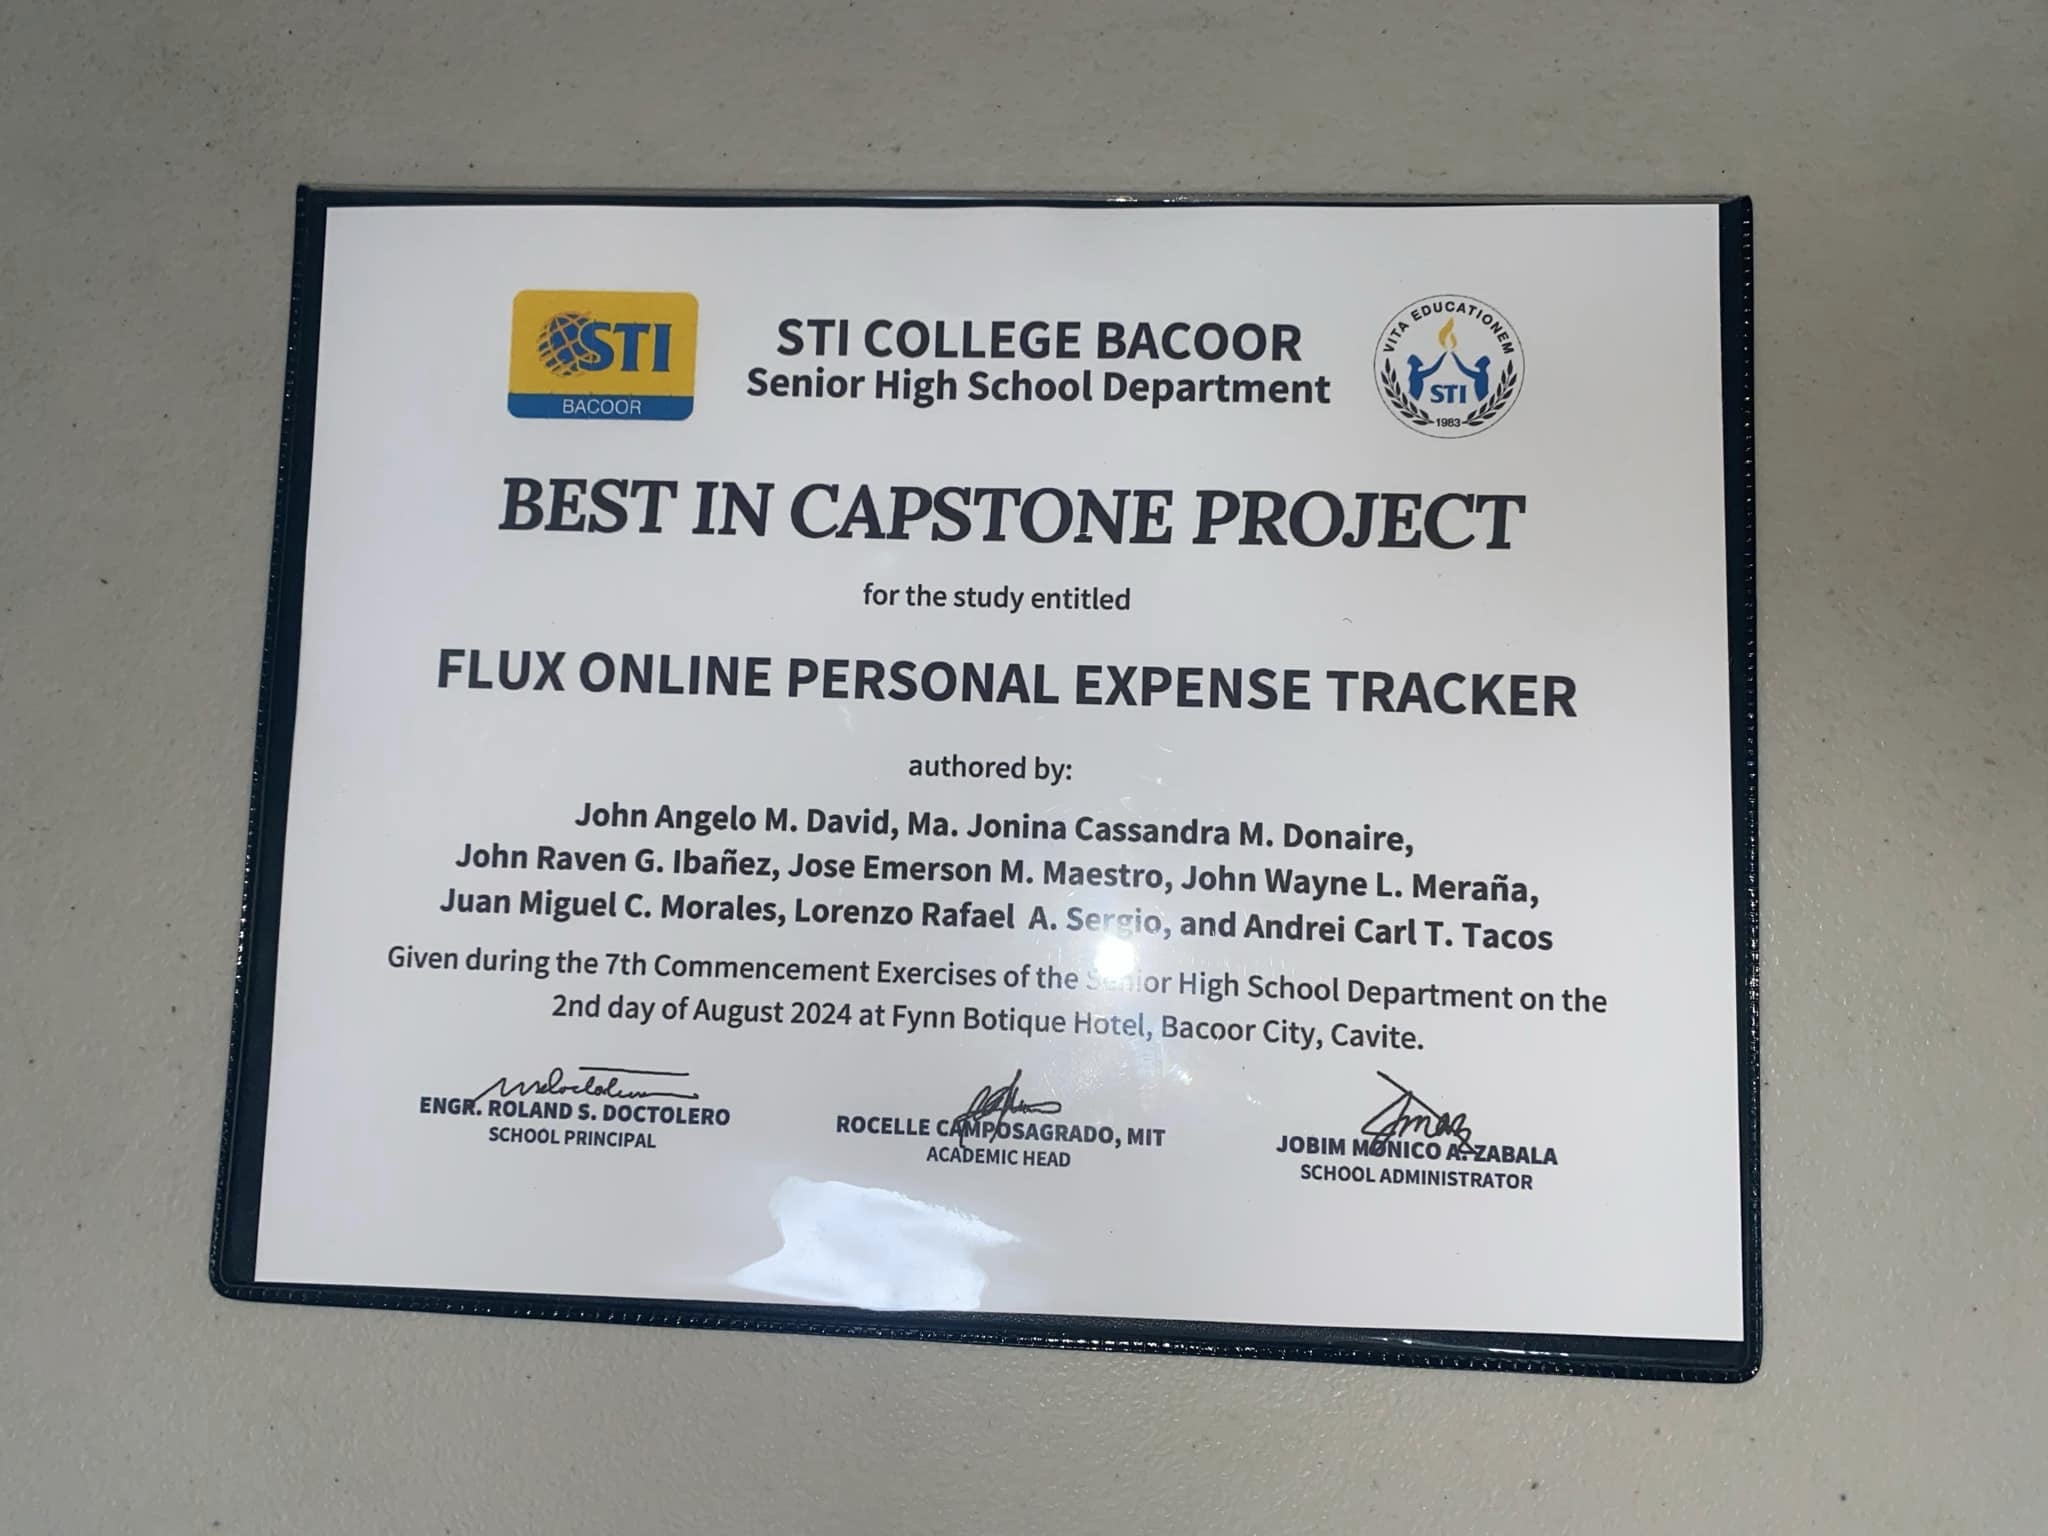 STI
BACOOR
STI COLLEGE BACOOR
Senior High School Department
VITA EDUCATIONEM
STI
1983
BEST IN CAPSTONE PROJECT
for the study entitled
FLUX ONLINE PERSONAL EXPENSE TRACKER
authored by:
John Angelo M. David, Ma. Jonina Cassandra M. Donaire,
John Raven G. Ibañez, Jose Emerson M. Maestro, John Wayne L. Meraña,
Juan Miguel C. Morales, Lorenzo Rafael A. Sergio, and Andrei Carl T. Tacos
Given during the 7th Commencement Exercises of the Senior High School Department on the
2nd day of August 2024 at Fynn Botique Hotel, Bacoor City, Cavite.
ENGR. ROLAND S. DOCTOLERO
SCHOOL PRINCIPAL
ROCELLE CAMPOSAGRADO, MIT
ACADEMIC HEAD
JOBIM MONICO A. ZABALA
SCHOOL ADMINISTRATOR